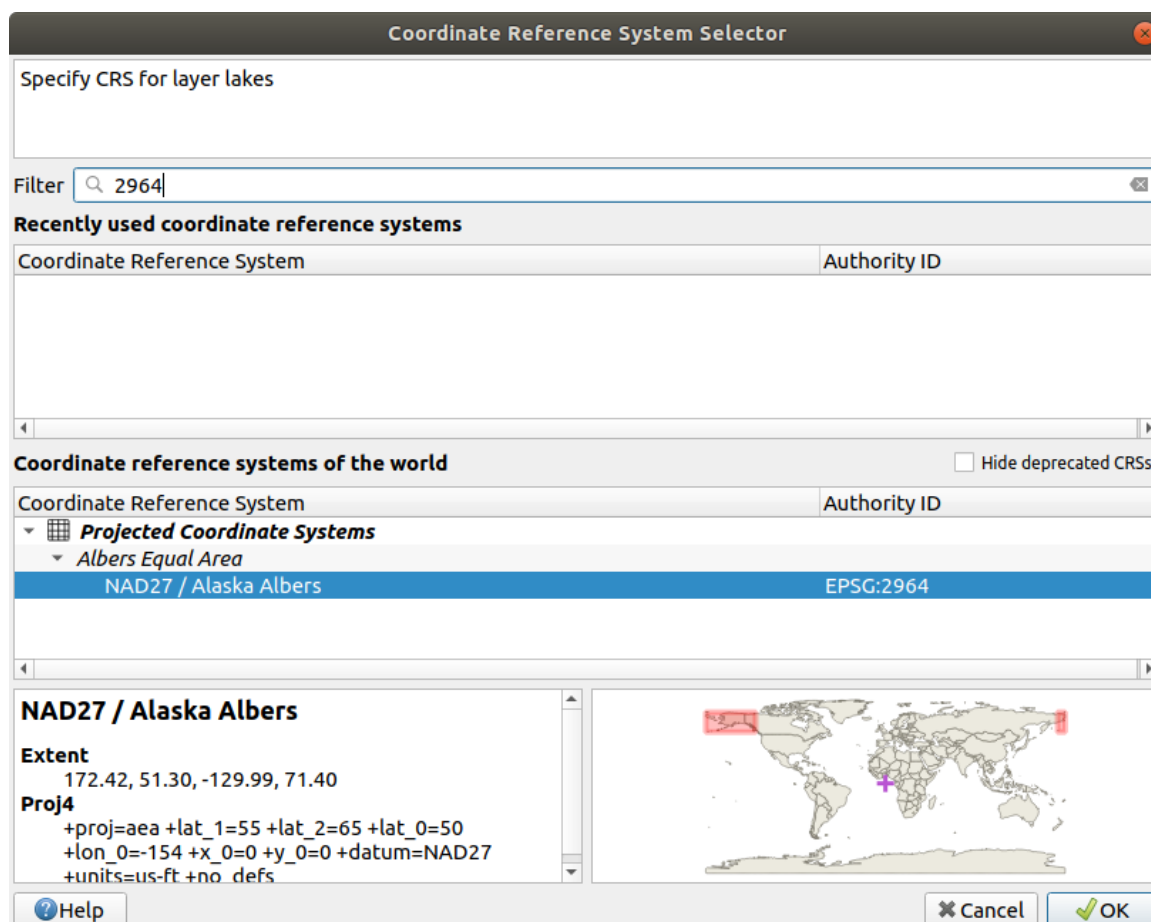 Coordinate Reference System Selector
Specify CRS for layer lakes
Filter 2964
Recently used coordinate reference systems
Coordinate Reference System Authority ID
Coordinate reference systems of the world Hide deprecated CRSs
Coordinate Reference System Authority ID
Projected Coordinate Systems
Albers Equal Area
NAD27 / Alaska Albers EPSG:2964
NAD27 / Alaska Albers
Extent
172.42, 51.30, -129.99, 71.40
Proj4
+proj=aea +lat_1=55 +lat_2=65 +lat_0=50
+lon_0=-154 +x_0=0 +y_0=0 +datum=NAD27
+units=us-ft +no_defs
Help Cancel OK